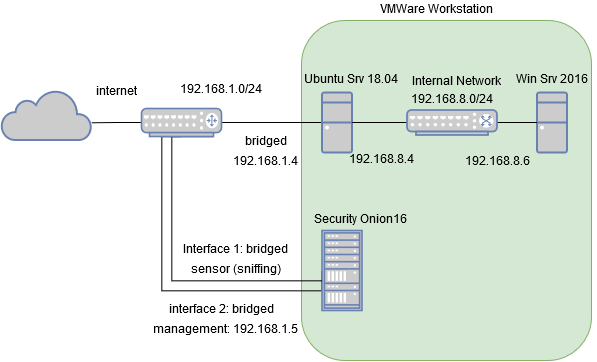 VMWare Workstation
internet
192.168.1.0/24
Ubuntu Srv 18.04
Internal Network
192.168.8.0/24
Win Srv 2016
bridged
192.168.1.4
192.168.8.4
192.168.8.6
Security Onion16
Interface 1: bridged
sensor (sniffing)
interface 2: bridged
management: 192.168.1.5